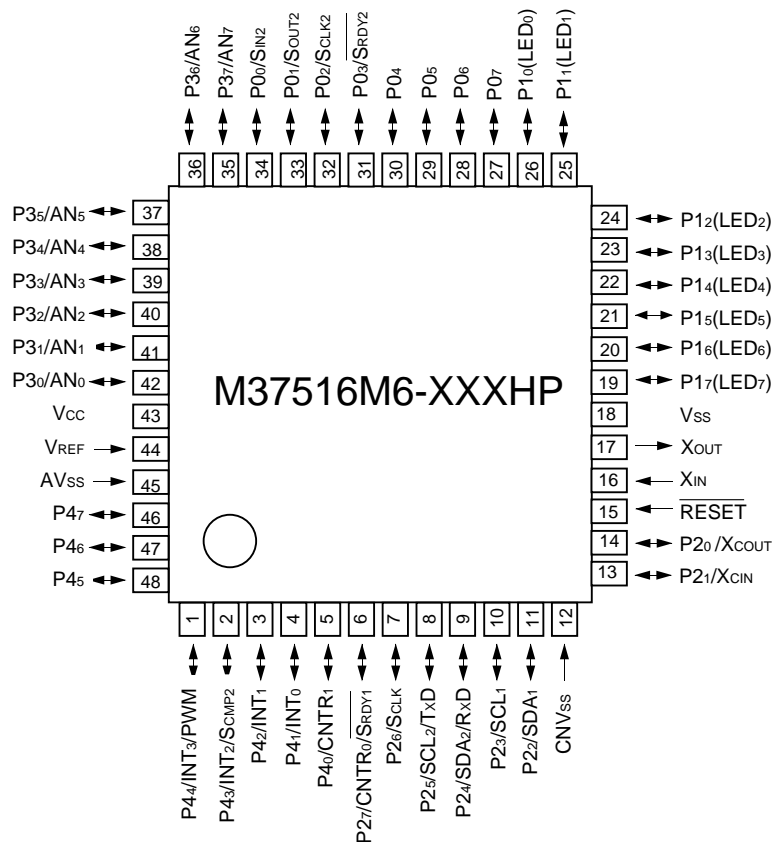 P36/AN6
P37/AN7
P00/SIN2
P01/SOUT2
P02/SCLK2
P03/SRDY2
P04
P05
P06
P07
P10(LED0)
P11(LED1)
36
35
34
33
32
31
30
29
28
27
26
25
P35/AN5 37
P34/AN4 38
P33/AN3 39
P32/AN2 40
P31/AN1 41
P30/AN0 42
VCC 43
VREF 44
AVSS 45
P47 46
P46 47
P45 48
M37516M6-XXXHP
24 P12(LED2)
23 P13(LED3)
22 P14(LED4)
21 P15(LED5)
20 P16(LED6)
19 P17(LED7)
18 VSS
17 XOUT
16 XIN
15 RESET
14 P20/XCOUT
13 P21/XCIN
1
2
3
4
5
6
7
8
9
10
11
12
P44/INT3/PWM
P43/INT2/SCMP2
P42/INT1
P41/INT0
P40/CNTR1
P27/CNTR0/SRDY1
P26/SCLK
P25/SCL2/TxD
P24/SDA2/RxD
P23/SCL1
P22/SDA1
CNVSS